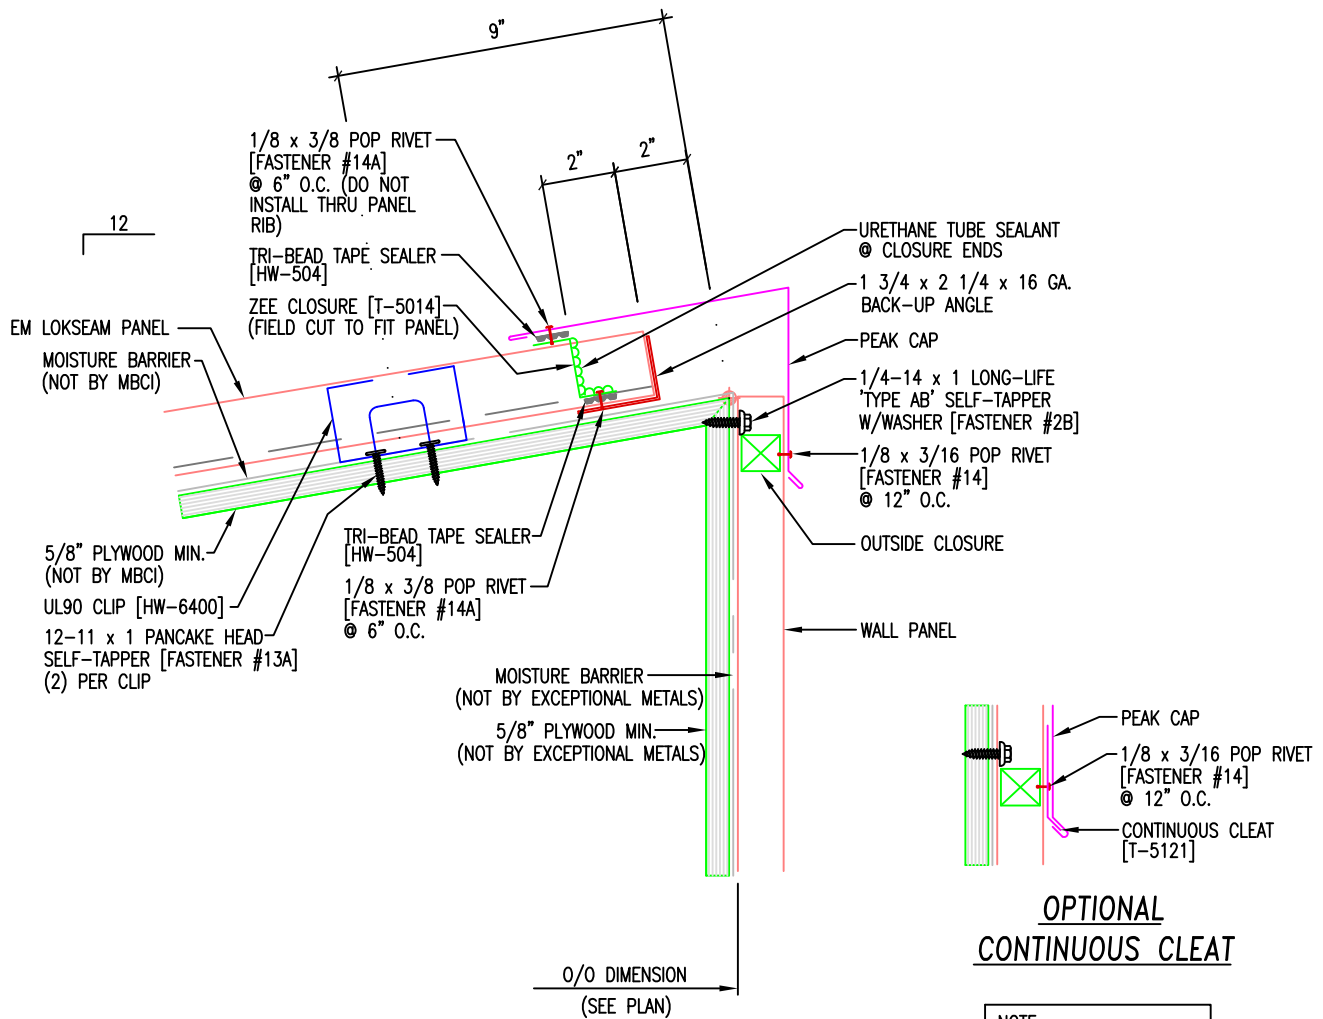 9"
2"
2"
1/8 x 3/8 POP RIVET
[FASTENER #14A]
@ 6" O.C. (DO NOT
INSTALL THRU PANEL
RIB)
12
TRI-BEAD TAPE SEALER
[HW-504]
ZEE CLOSURE [T-5014]
(FIELD CUT TO FIT PANEL)
EM LOKSEAM PANEL
MOISTURE BARRIER
(NOT BY MBCI)
URETHANE TUBE SEALANT
@ CLOSURE ENDS
1 3/4 x 2 1/4 x 16 GA.
BACK-UP ANGLE
PEAK CAP
1/4-14 x 1 LONG-LIFE
'TYPE AB' SELF-TAPPER
W/WASHER [FASTENER #2B]
1/8 x 3/16 POP RIVET
[FASTENER #14]
@ 12" O.C.
OUTSIDE CLOSURE
WALL PANEL
5/8" PLYWOOD MIN.
(NOT BY MBCI)
UL90 CLIP [HW-6400]
12-11 x 1 PANCAKE HEAD
SELF-TAPPER [FASTENER #13A]
(2) PER CLIP
TRI-BEAD TAPE SEALER
[HW-504]
1/8 x 3/8 POP RIVET
[FASTENER #14A]
@ 6" O.C.
MOISTURE BARRIER
(NOT BY EXCEPTIONAL METALS)
5/8" PLYWOOD MIN.
(NOT BY EXCEPTIONAL METALS)
PEAK CAP
1/8 x 3/16 POP RIVET
[FASTENER #14]
@ 12" O.C.
CONTINUOUS CLEAT
[T-5121]
OPTIONAL
CONTINUOUS CLEAT
O/O DIMENSION
(SEE PLAN)
NOTE